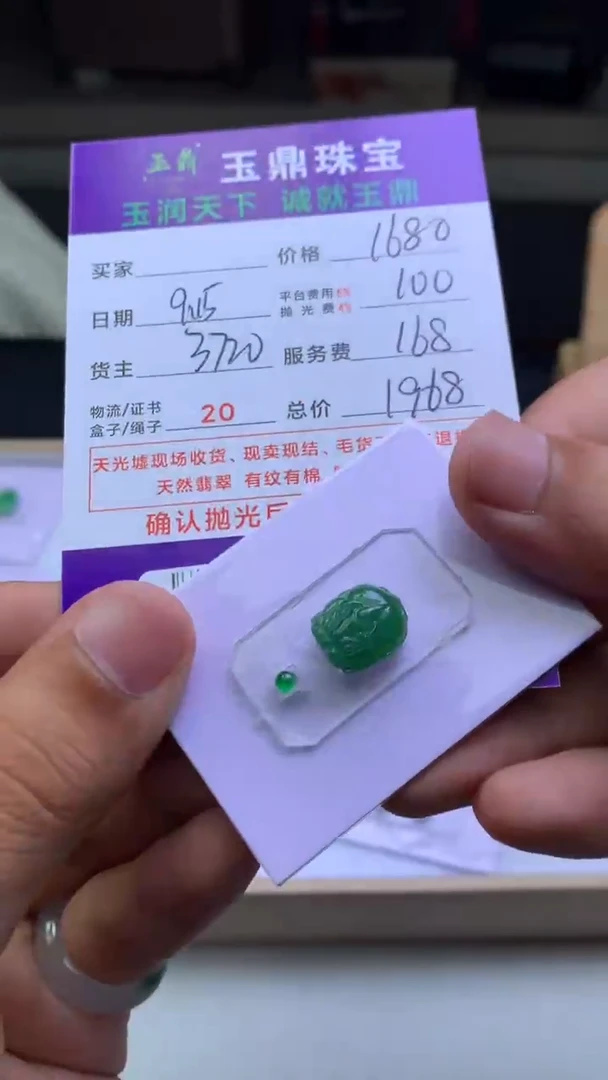 玉鼎 玉鼎珠宝
玉润天下 诚就玉鼎
买家 价格 1680
日期 9.15 平台费用 抛光费 100
货主 3720 服务费 168
物流/证书 盒子/绳子 20 总价 1968
天光墟现场收货、现卖现结、毛货 退
天然翡翠 有纹有棉
确认抛光后